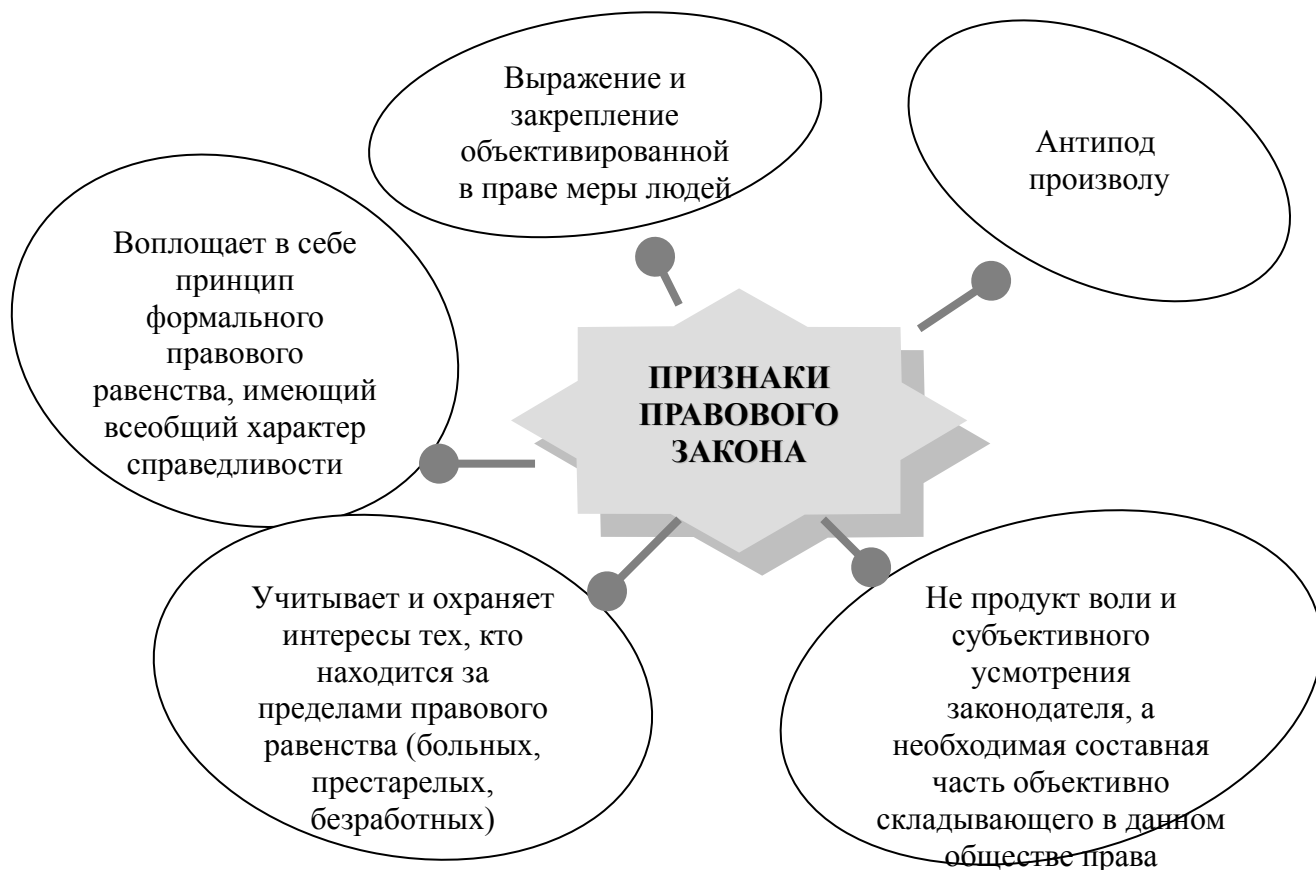 Выражение и
закрепление
объективированной
в праве меры людей
Антипод
произволу
Воплощает в себе
принцип
формального
правового
равенства, имеющий
всеобщий характер
справедливости
ПРИЗНАКИ
ПРАВОВОГО
ЗАКОНА
Учитывает и охраняет
интересы тех, кто
находится за
пределами правового
равенства (больных,
престарелых,
безработных)
Не продукт воли и
субъективного
усмотрения
законодателя, а
необходимая составная
часть объективно
складывающего в данном
обществе права